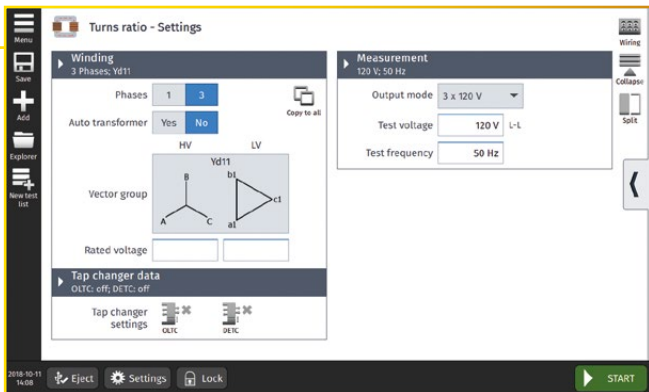 Menu
Save
Add
Explorer
New test
list
Turns ratio - Settings
Winding
3 Phases; Yd11
Phases 1 3
Copy to all
Auto transformer Yes No
HV LV
Yd11
Vector group
B
A C
b1
c1
a1
Rated voltage
Tap changer data
OLTC: off; DETC: off
Tap changer
settings
OLTC DETC
Measurement
120 V; 50 Hz
Output mode 3 x 120 V
Test voltage 120 V L-L
Test frequency 50 Hz
Wiring
Collapse
Split
2018-10-11
14:08
Eject Settings Lock
START